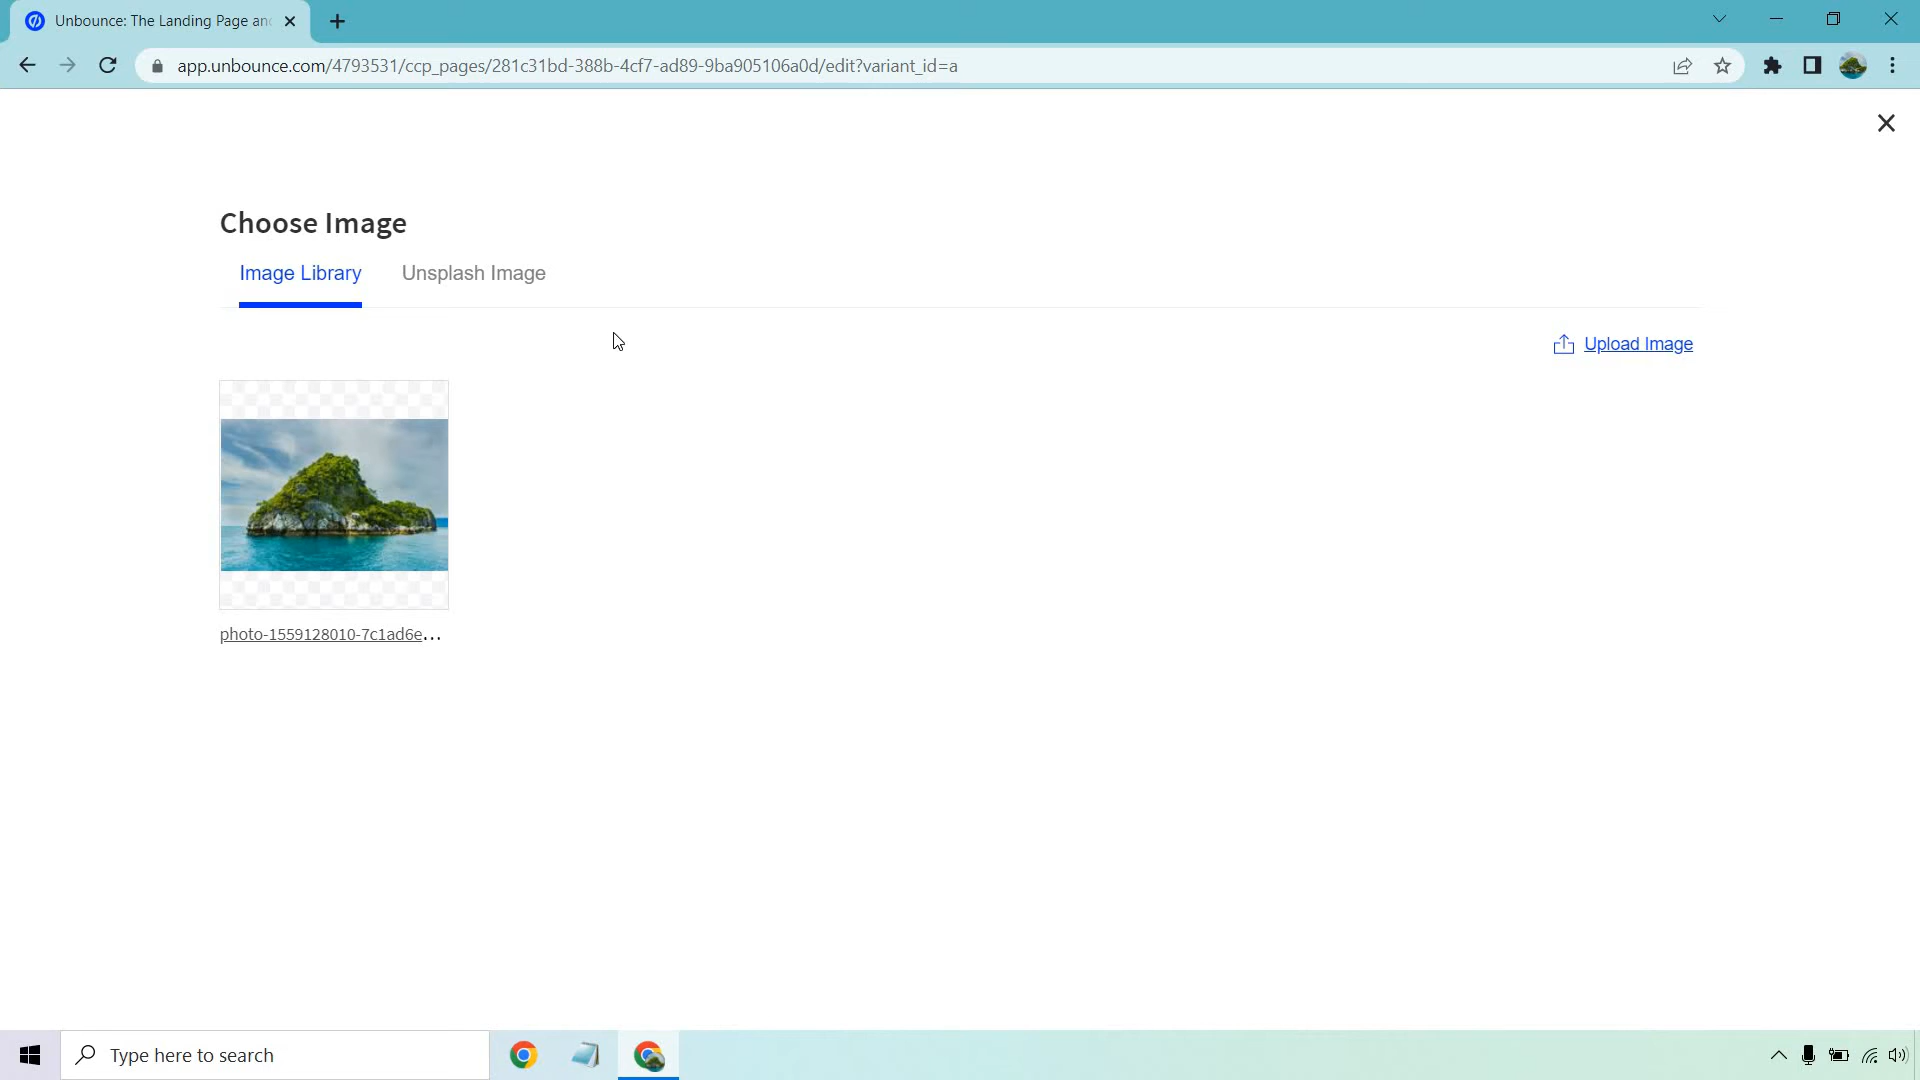 Unbounce: The Landing Page and
app.unbounce.com/4793531/ccp_pages/281c31bd-388b-4cf7-ad89-9ba905106a0d/edit?variant_id=a
Choose Image
Image Library
Unsplash Image
Upload Image
photo-1559128010-7c1ad6e...
Type here to search